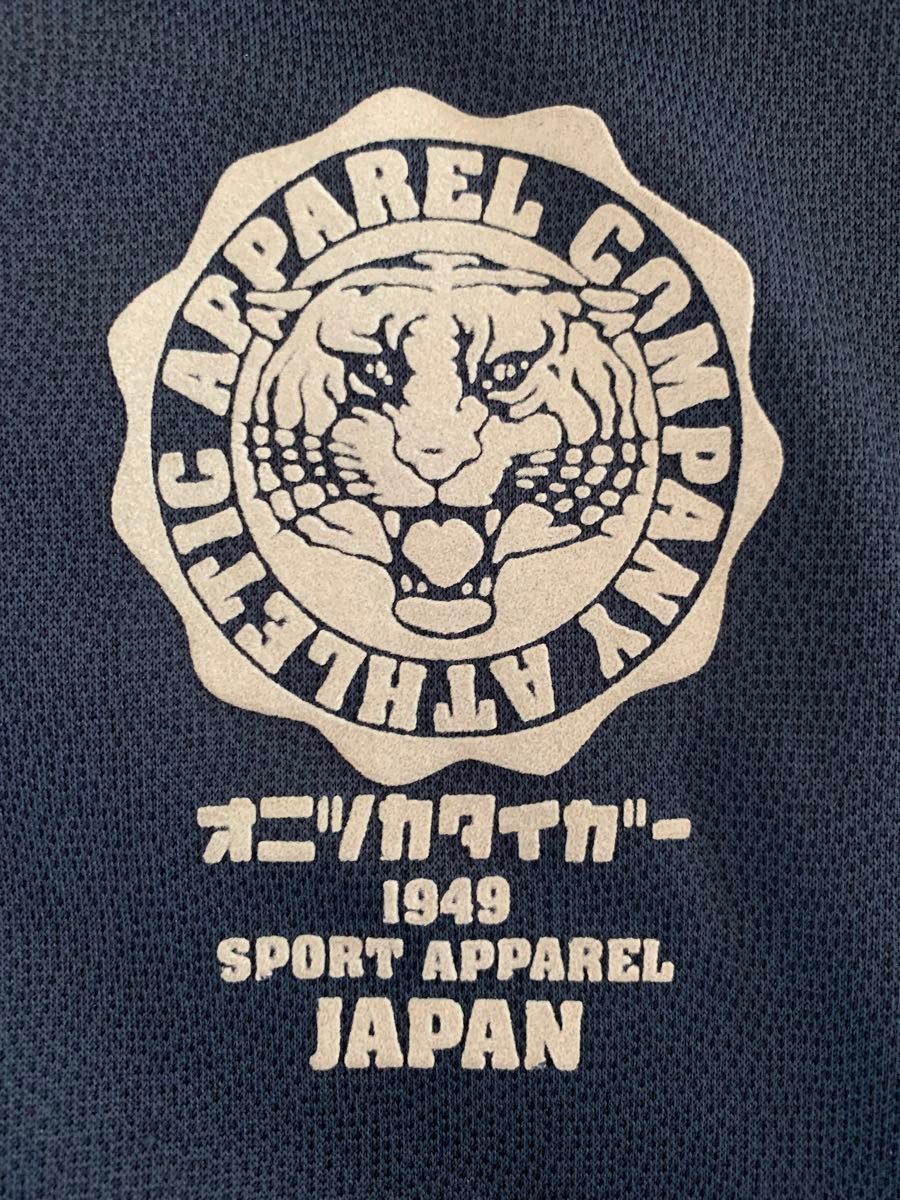 ATHLETIC APPAREL COMPANY
オニツカタイガー
1949
SPORT APPAREL
JAPAN